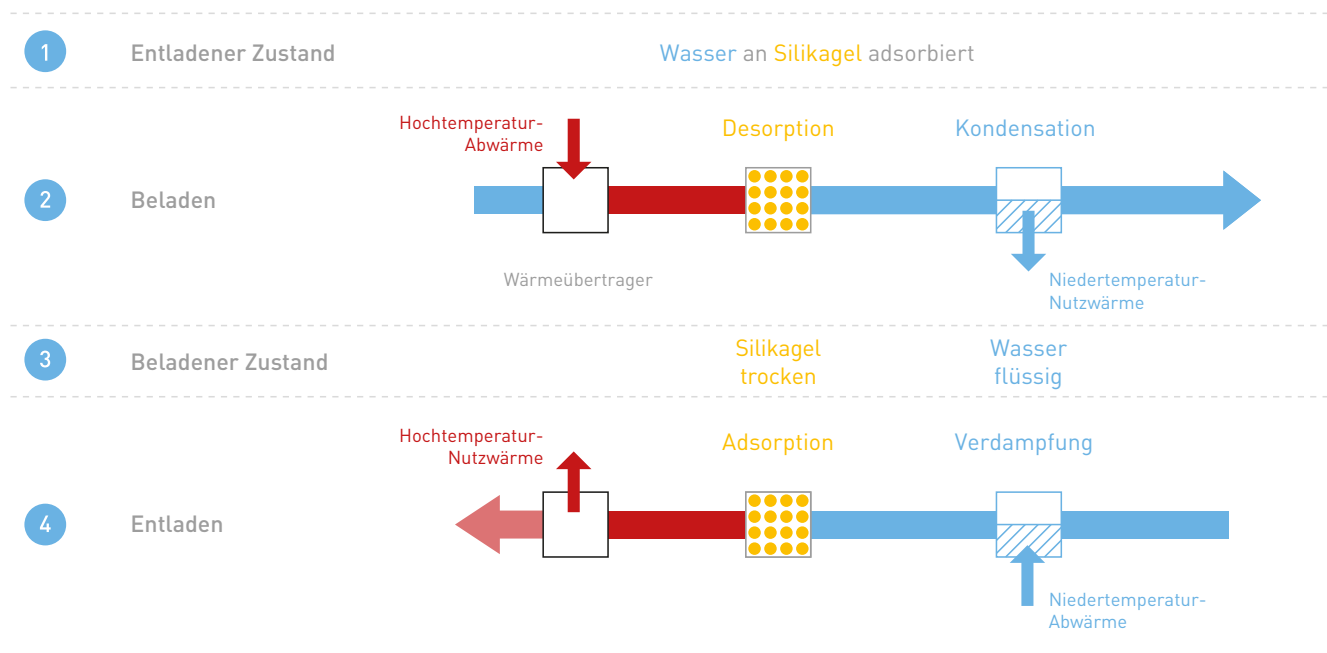 1
Entladener Zustand
Wasser an Silikagel adsorbiert
Hochtemperatur-
Abwärme
Desorption
Kondensation
2
Beladen
Wärmeübertrager
Niedertemperatur-
Nutzwärme
3
Beladener Zustand
Silikagel
trocken
Wasser
flüssig
Hochtemperatur-
Nutzwärme
Adsorption
Verdampfung
4
Entladen
Niedertemperatur-
Abwärme